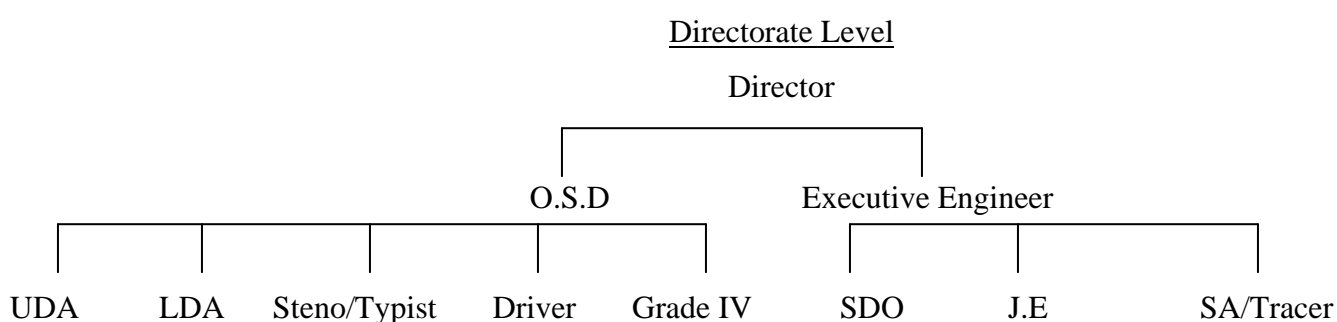 Directorate Level
Director
O.S.D Executive Engineer
UDA LDA Steno/Typist Driver Grade IV SDO J.E SA/Tracer